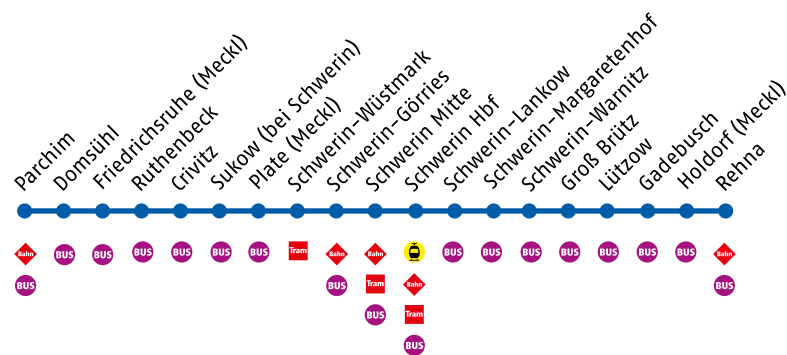 Parchim
Domsühl
Friedrichsruhe (Meckl)
Ruthenbeck
Crivitz
Sukow (bei Schwerin)
Plate (Meckl)
Schwerin-Wüstmark
Schwerin-Görries
Schwerin Mitte
Schwerin Hbf
Schwerin-Lankow
Schwerin-Margaretenhof
Schwerin-Warnitz
Groß Brütz
Lützow
Gadebusch
Holdorf (Meckl)
Rehna
Bahn BUS BUS BUS BUS BUS BUS Tram Bahn Bahn BUS BUS BUS BUS BUS BUS BUS Bahn
BUS BUS Tram Bahn BUS
BUS Tram
BUS